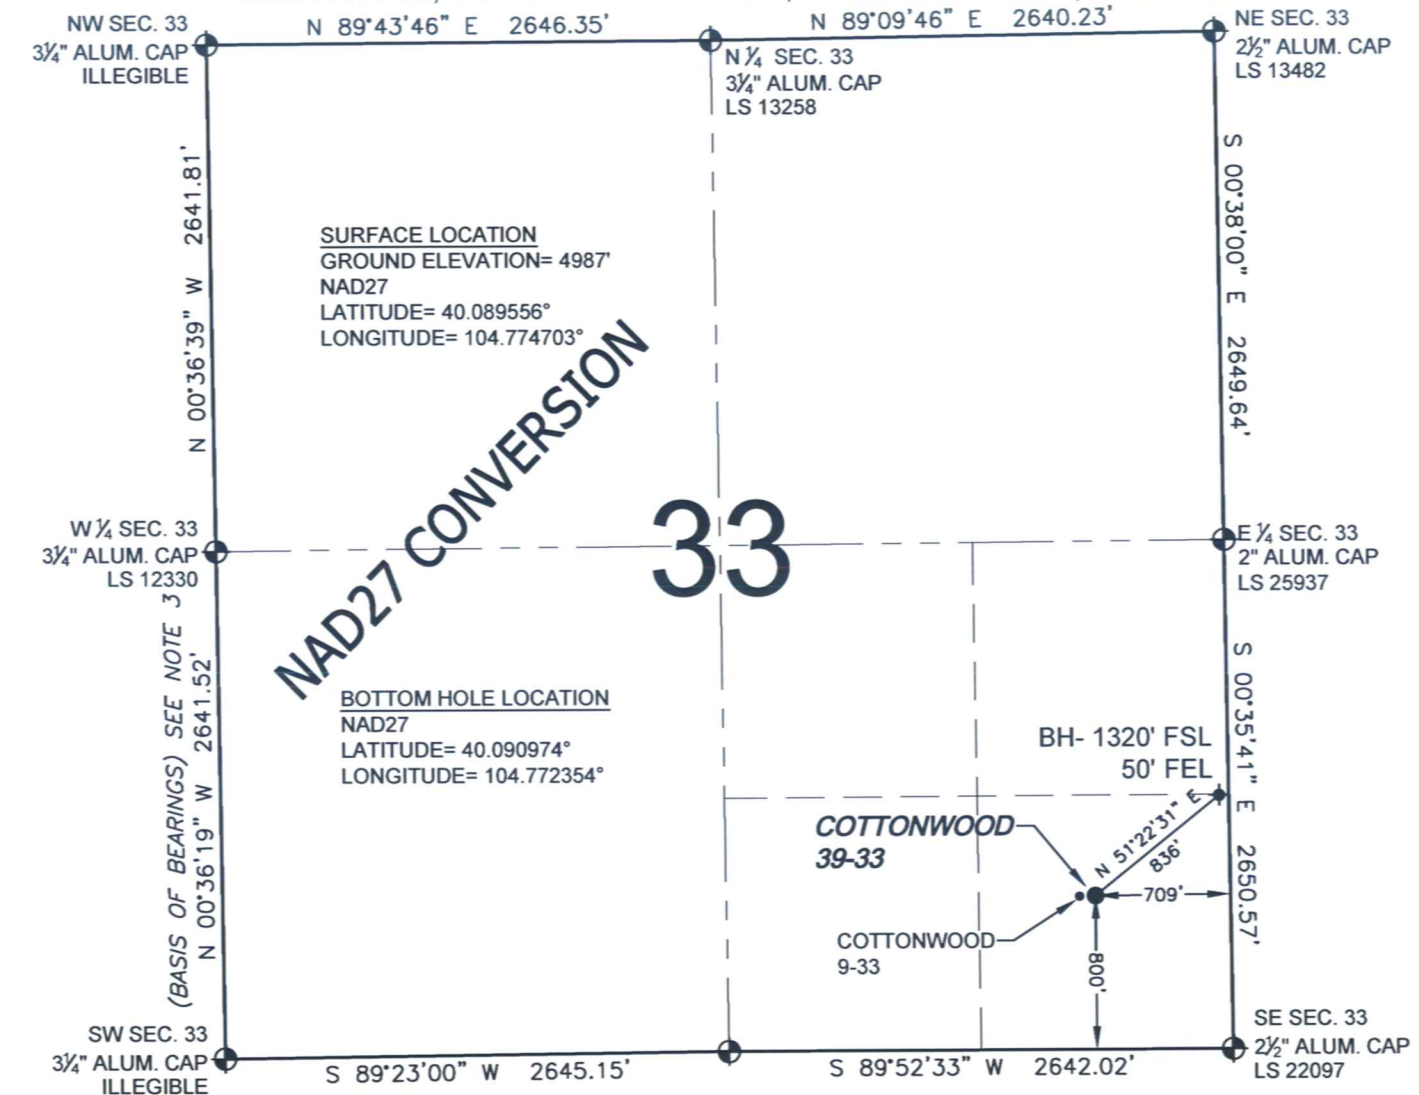 NW SEC. 33
3¼" ALUM. CAP
ILLEGIBLE
N 89°43'46" E 2646.35'
N ¼ SEC. 33
3¼" ALUM. CAP
LS 13258
N 89°09'46" E 2640.23'
NE SEC. 33
2½" ALUM. CAP
LS 13482
N 00°36'39" W 2641.81'
SURFACE LOCATION
GROUND ELEVATION= 4987'
NAD27
LATITUDE= 40.089556°
LONGITUDE= 104.774703°
S 00°38'00" E 2649.64'
NAD27 CONVERSION
33
W ¼ SEC. 33
3¼" ALUM. CAP
LS 12330
E ¼ SEC. 33
2" ALUM. CAP
LS 25937
(BASIS OF BEARINGS) SEE NOTE 3
N 00°36'19" W 2641.52'
BOTTOM HOLE LOCATION
NAD27
LATITUDE= 40.090974°
LONGITUDE= 104.772354°
BH- 1320' FSL
50' FEL
S 00°35'41" E 2650.57'
COTTONWOOD
39-33
N 51°22'31" E
836'
709'
800'
COTTONWOOD
9-33
SW SEC. 33
3¼" ALUM. CAP
ILLEGIBLE
S 89°23'00" W 2645.15'
S 89°52'33" W 2642.02'
SE SEC. 33
2½" ALUM. CAP
LS 22097